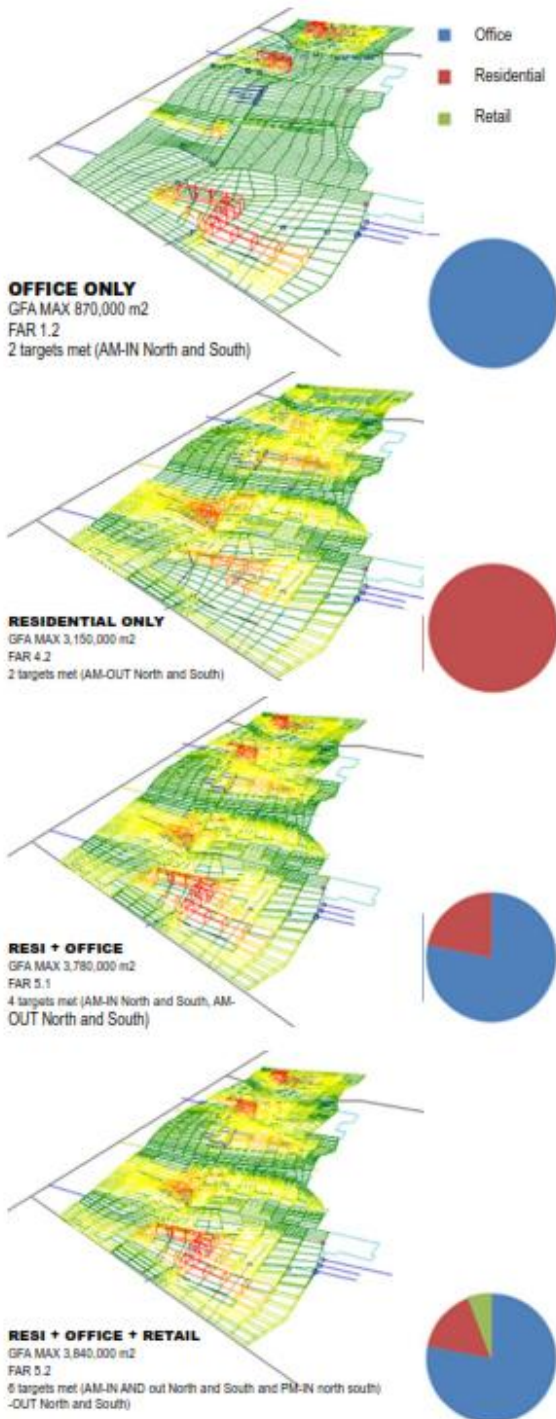 Office
Residential
Retail
OFFICE ONLY
GFA MAX 870,000 m2
FAR 1.2
2 targets met (AM-IN North and South)
RESIDENTIAL ONLY
GFA MAX 3,150,000 m2
FAR 4.2
2 targets met (AM-OUT North and South)
RESI + OFFICE
GFA MAX 3,780,000 m2
FAR 5.1
4 targets met (AM-IN North and South, AM-
OUT North and South)
RESI + OFFICE + RETAIL
GFA MAX 3,840,000 m2
FAR 5.2
6 targets met (AM-IN AND out North and South and PM-IN north south)
-OUT North and South)